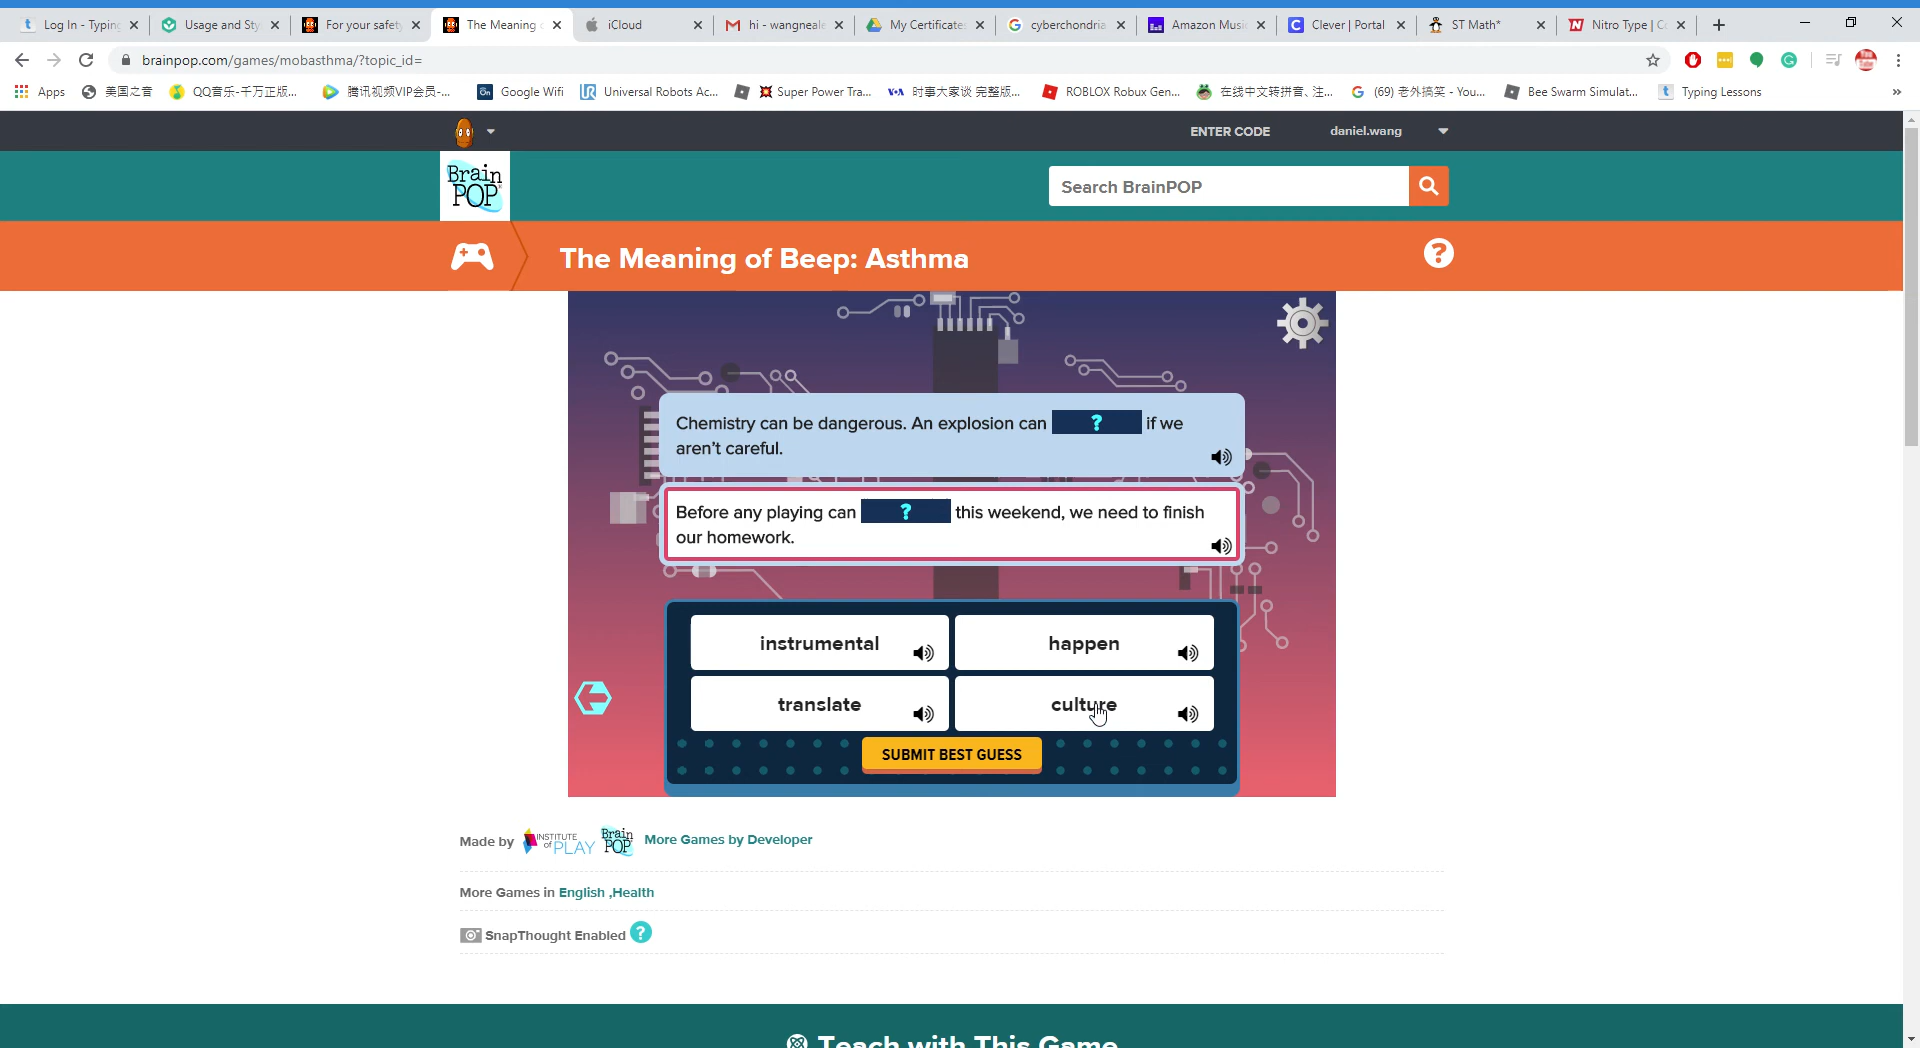 Log In - Typing
Usage and Sty
For your safety
The Meaning o
iCloud
hi - wangneale
My Certificates
cyberchondria
Amazon Music
Clever | Portal
ST Math*
Nitro Type | Co
brainpop.com/games/mobasthma/?topic_id=
Apps
美国之音
QQ音乐-千万正版...
腾讯视频VIP会员-...
Google Wifi
Universal Robots Ac...
Super Power Tra...
时事大家谈 完整版...
ROBLOX Robux Gen...
在线中文转拼音、注...
(69) 老外搞笑 - You...
Bee Swarm Simulat...
Typing Lessons
»
ENTER CODE
daniel.wang
Brain POP
Search BrainPOP
The Meaning of Beep: Asthma
?
Chemistry can be dangerous. An explosion can ? if we
aren't careful.
Before any playing can ? this weekend, we need to finish
our homework.
instrumental
happen
translate
culture
SUBMIT BEST GUESS
Made by INSTITUTE of PLAY Brain POP More Games by Developer
More Games in English ,Health
SnapThought Enabled ?
Teach with This Game